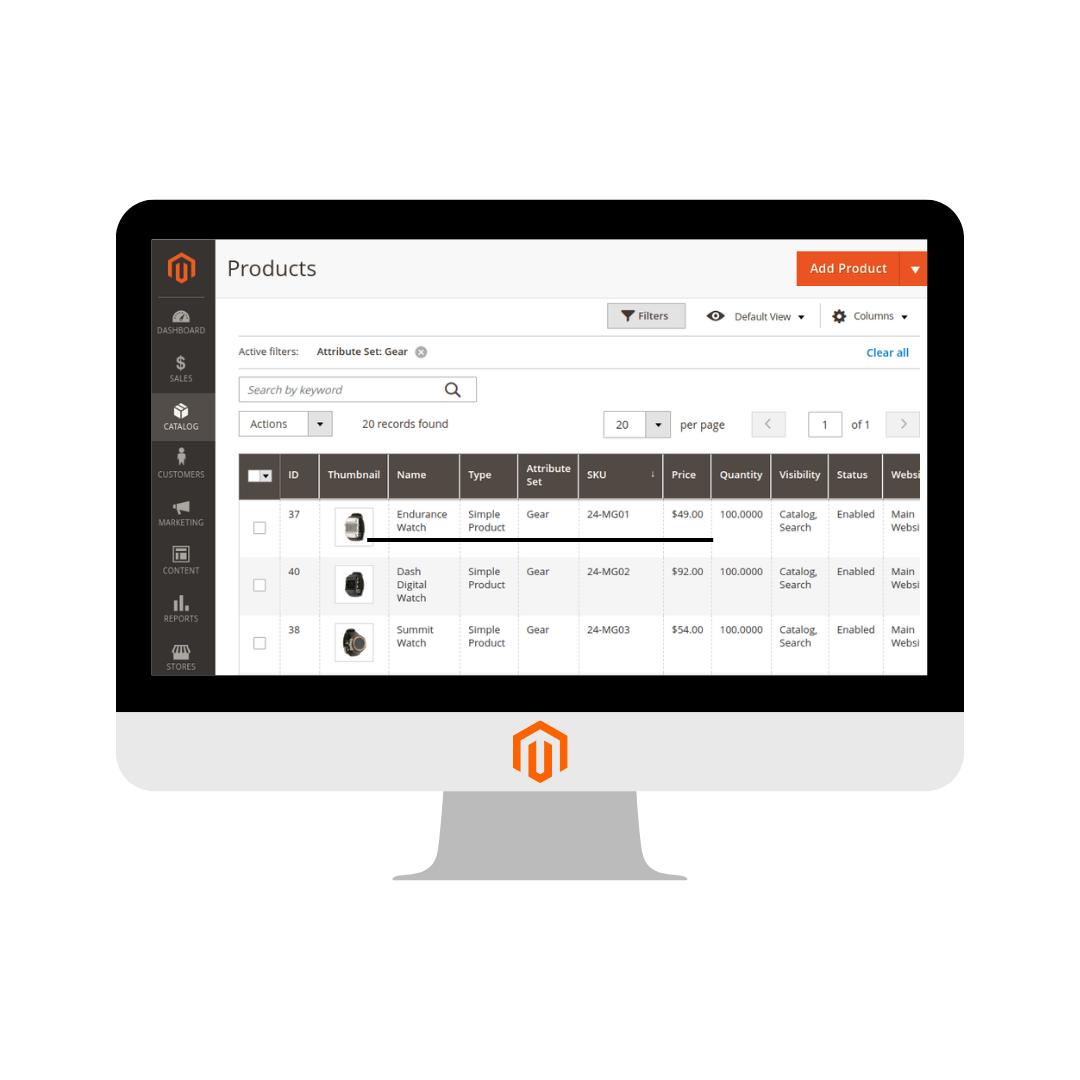 Products
Add Product
DASHBOARD
SALES
CATALOG
CUSTOMERS
MARKETING
CONTENT
REPORTS
STORES
Filters
Default View
Columns
Active filters: Attribute Set: Gear
Clear all
Search by keyword
Actions 20 records found 20 per page 1 of 1
ID Thumbnail Name Type Attribute Set SKU ↓ Price Quantity Visibility Status Websi
37 Endurance Watch Simple Product Gear 24-MG01 $49.00 100.0000 Catalog, Search Enabled Main Websi
40 Dash Digital Watch Simple Product Gear 24-MG02 $92.00 100.0000 Catalog, Search Enabled Main Websi
38 Summit Watch Simple Product Gear 24-MG03 $54.00 100.0000 Catalog, Search Enabled Main Websi